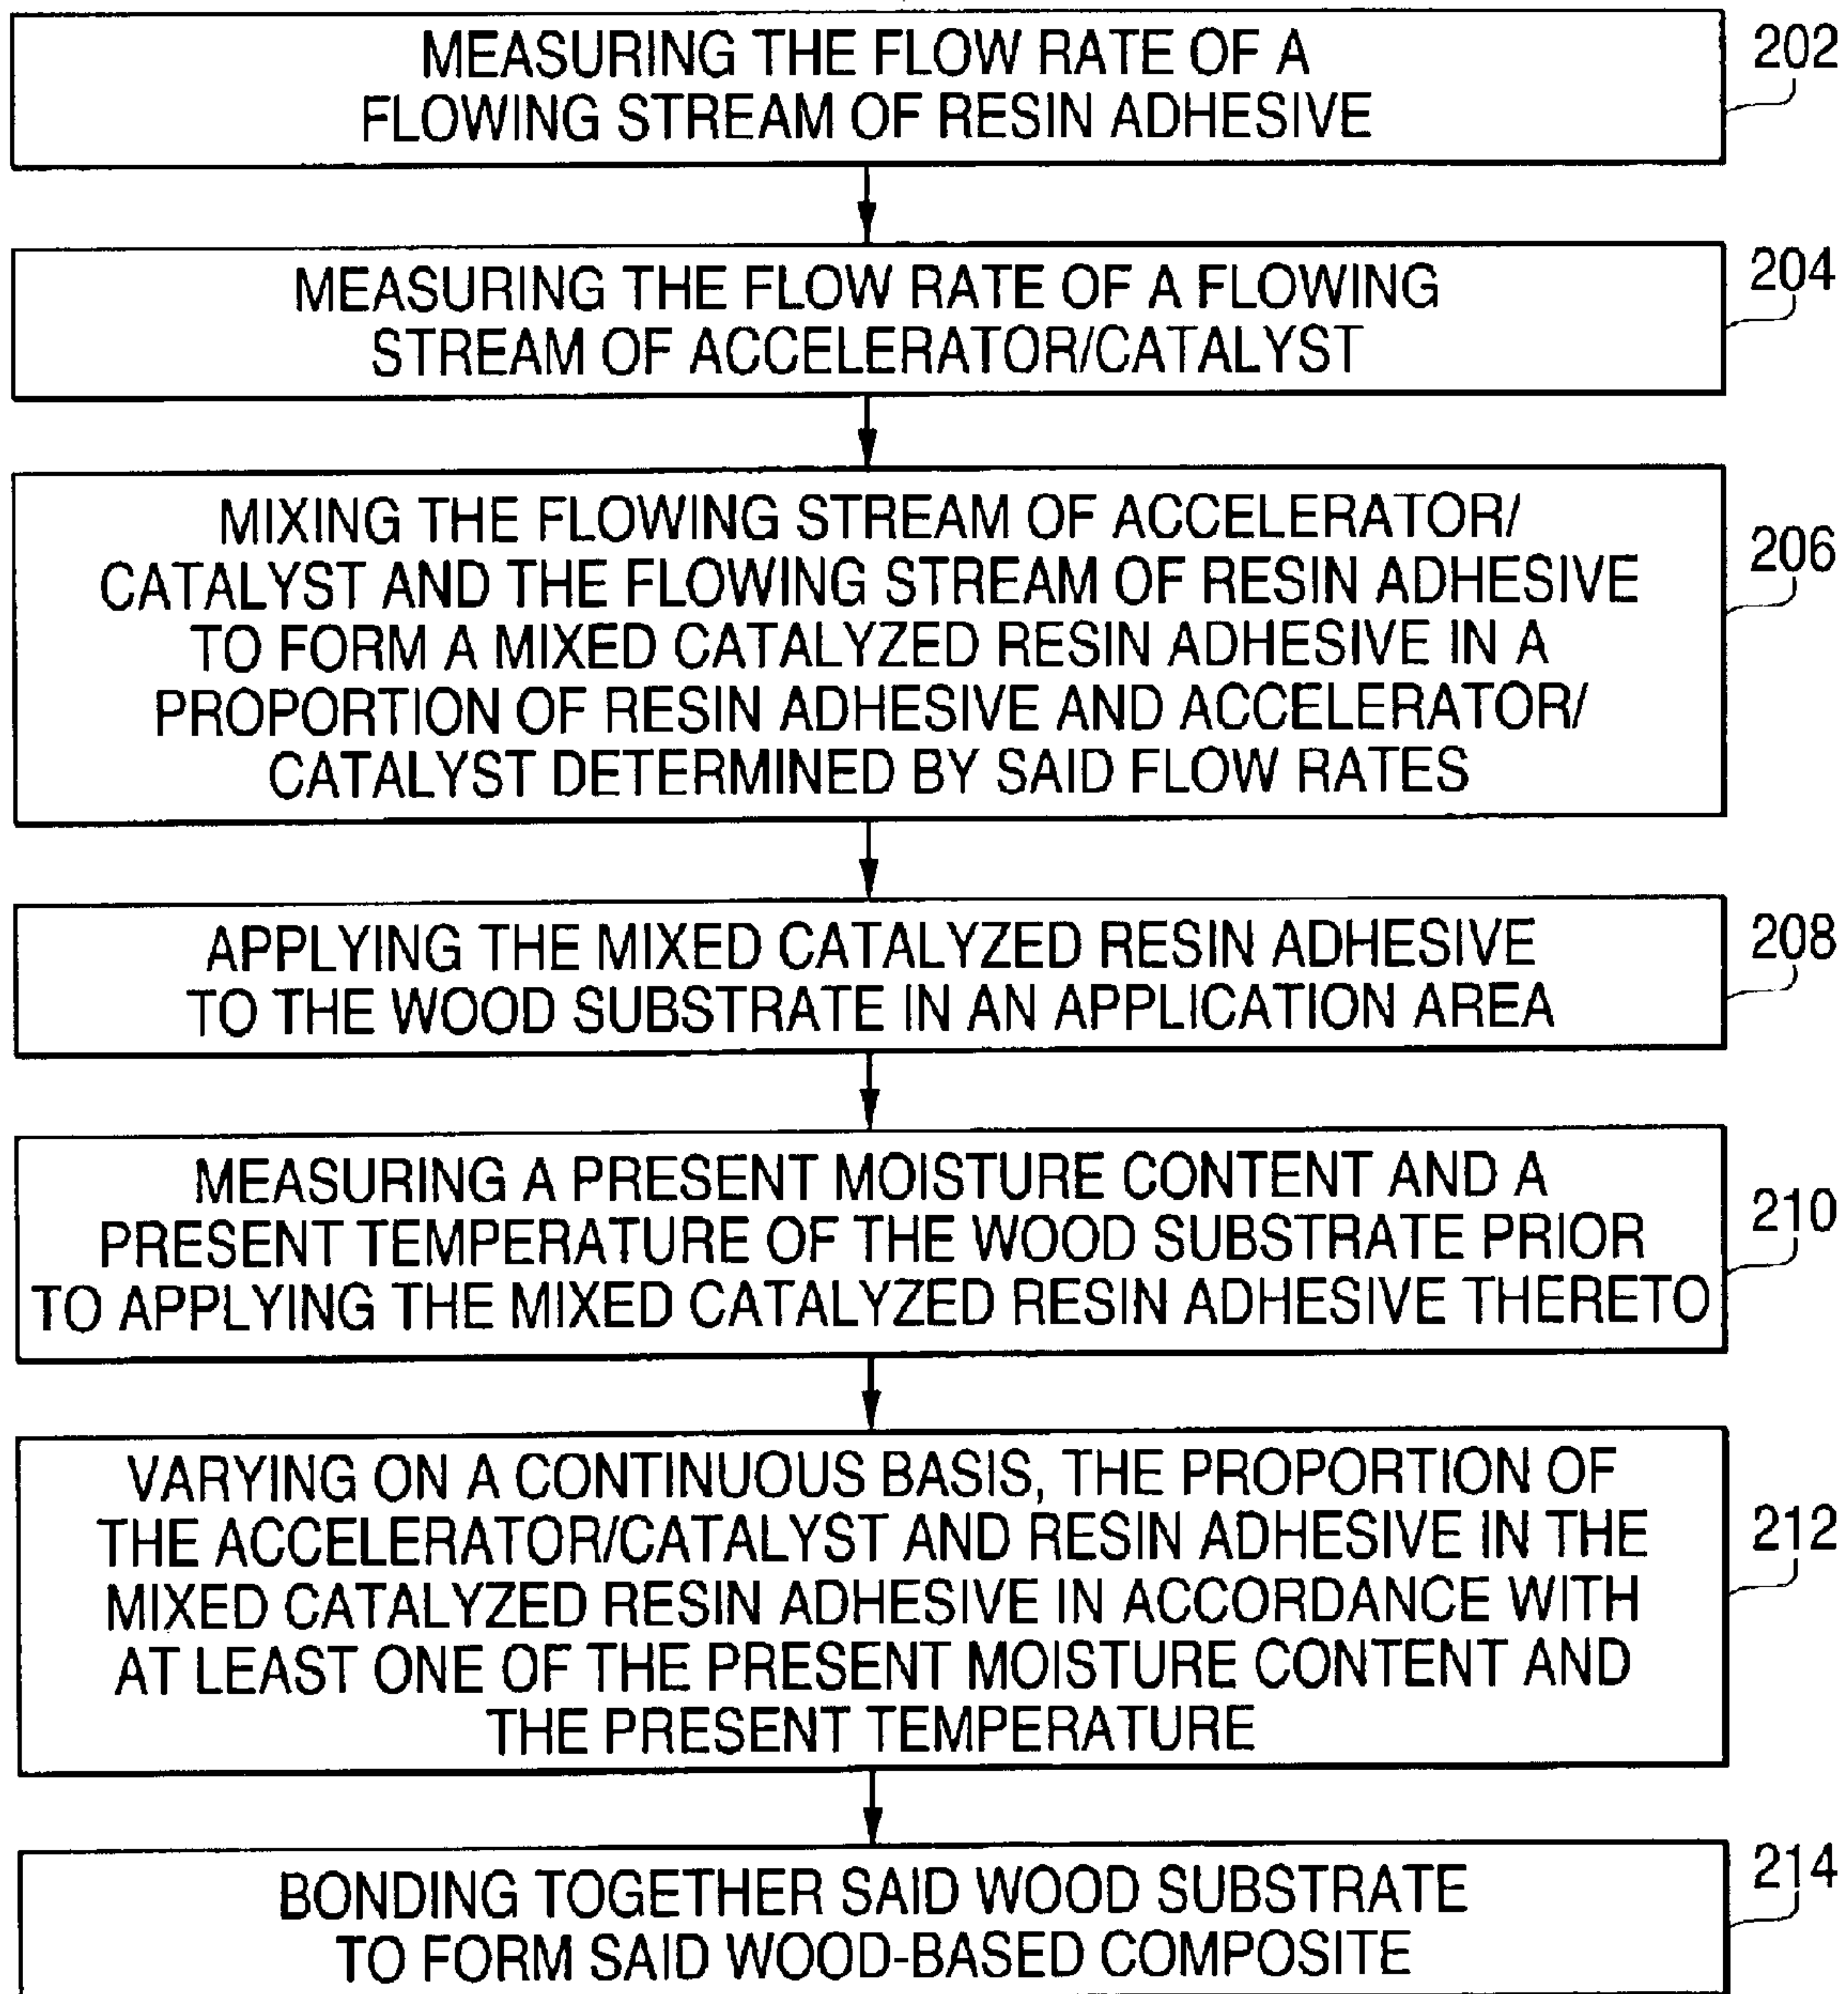 MEASURING THE FLOW RATE OF A
FLOWING STREAM OF RESIN ADHESIVE
202
MEASURING THE FLOW RATE OF A FLOWING
STREAM OF ACCELERATOR/CATALYST
204
MIXING THE FLOWING STREAM OF ACCELERATOR/
CATALYST AND THE FLOWING STREAM OF RESIN ADHESIVE
TO FORM A MIXED CATALYZED RESIN ADHESIVE IN A
PROPORTION OF RESIN ADHESIVE AND ACCELERATOR/
CATALYST DETERMINED BY SAID FLOW RATES
206
APPLYING THE MIXED CATALYZED RESIN ADHESIVE
TO THE WOOD SUBSTRATE IN AN APPLICATION AREA
208
MEASURING A PRESENT MOISTURE CONTENT AND A
PRESENT TEMPERATURE OF THE WOOD SUBSTRATE PRIOR
TO APPLYING THE MIXED CATALYZED RESIN ADHESIVE THERETO
210
VARYING ON A CONTINUOUS BASIS, THE PROPORTION OF
THE ACCELERATOR/CATALYST AND RESIN ADHESIVE IN THE
MIXED CATALYZED RESIN ADHESIVE IN ACCORDANCE WITH
AT LEAST ONE OF THE PRESENT MOISTURE CONTENT AND
THE PRESENT TEMPERATURE
212
BONDING TOGETHER SAID WOOD SUBSTRATE
TO FORM SAID WOOD-BASED COMPOSITE
214